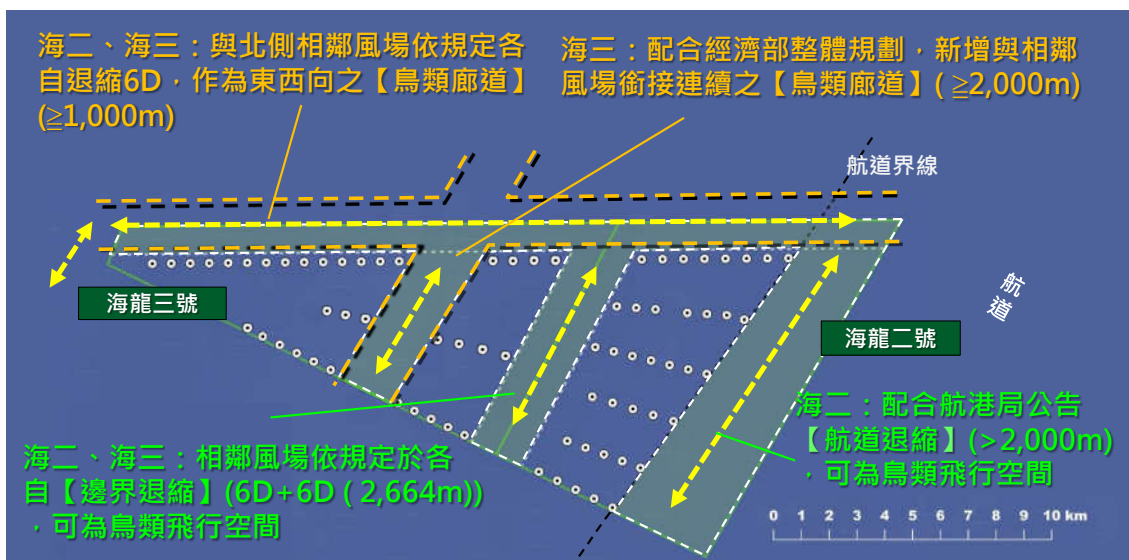 海二、海三：與北側相鄰風場依規定各
自退縮6D，作為東西向之【鳥類廊道】
(≧1,000m)
海三：配合經濟部整體規劃，新增與相鄰
風場銜接連續之【鳥類廊道】( ≧2,000m)
航道界線
航道
海龍三號
海龍二號
海二：配合航港局公告
【航道退縮】(>2,000m)
，可為鳥類飛行空間
海二、海三：相鄰風場依規定於各
自【邊界退縮】(6D+6D ( 2,664m))
，可為鳥類飛行空間
0 1 2 3 4 5 6 7 8 9 10 km